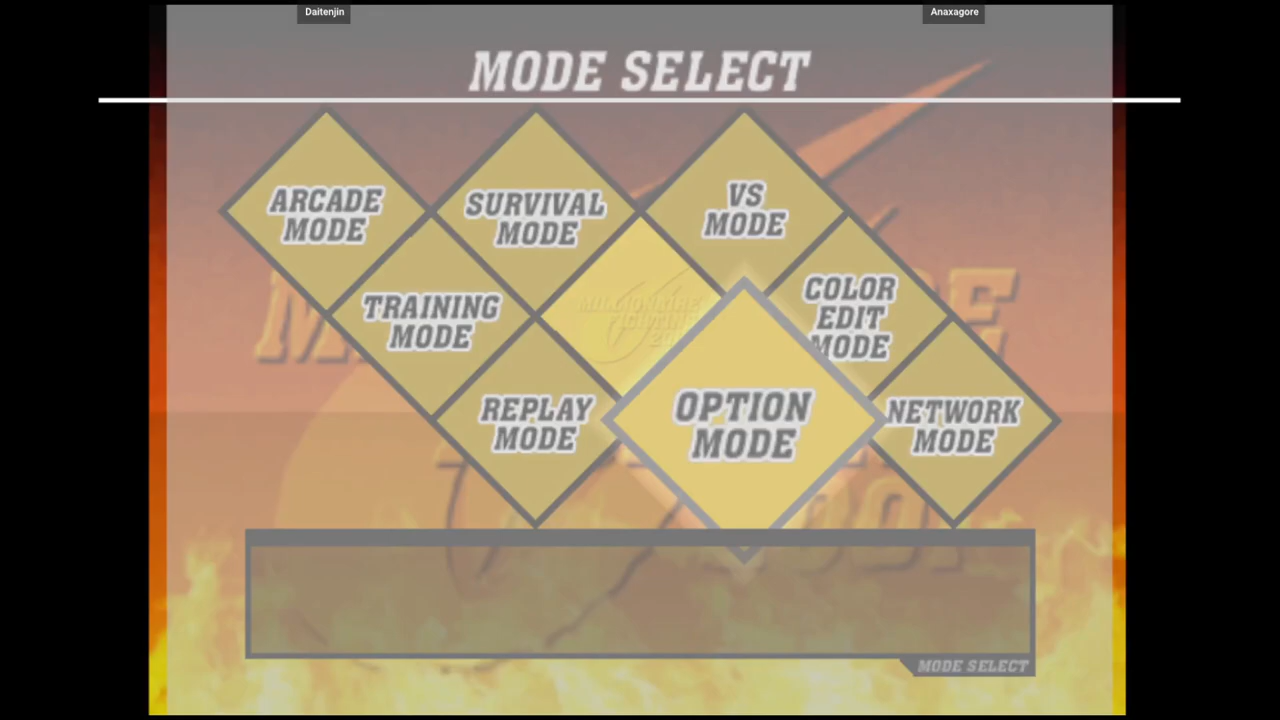 Daitenjin
Anaxagore
MODE SELECT
ARCADE
MODE
SURVIVAL
MODE
VS
MODE
TRAINING
MODE
COLOR
EDIT
MODE
REPLAY
MODE
OPTION
MODE
NETWORK
MODE
MODE SELECT